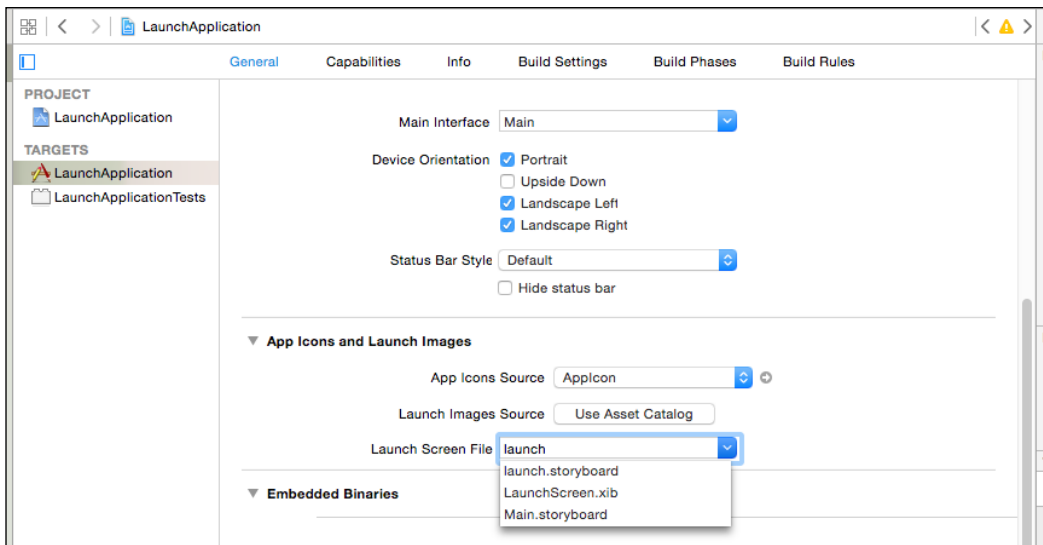 LaunchApplication
General Capabilities Info Build Settings Build Phases Build Rules
PROJECT
LaunchApplication
TARGETS
LaunchApplication
LaunchApplicationTests
Main Interface Main
Device Orientation Portrait
Upside Down
Landscape Left
Landscape Right
Status Bar Style Default
Hide status bar
App Icons and Launch Images
App Icons Source AppIcon
Launch Images Source Use Asset Catalog
Launch Screen File launch
launch.storyboard
LaunchScreen.xib
Main.storyboard
Embedded Binaries